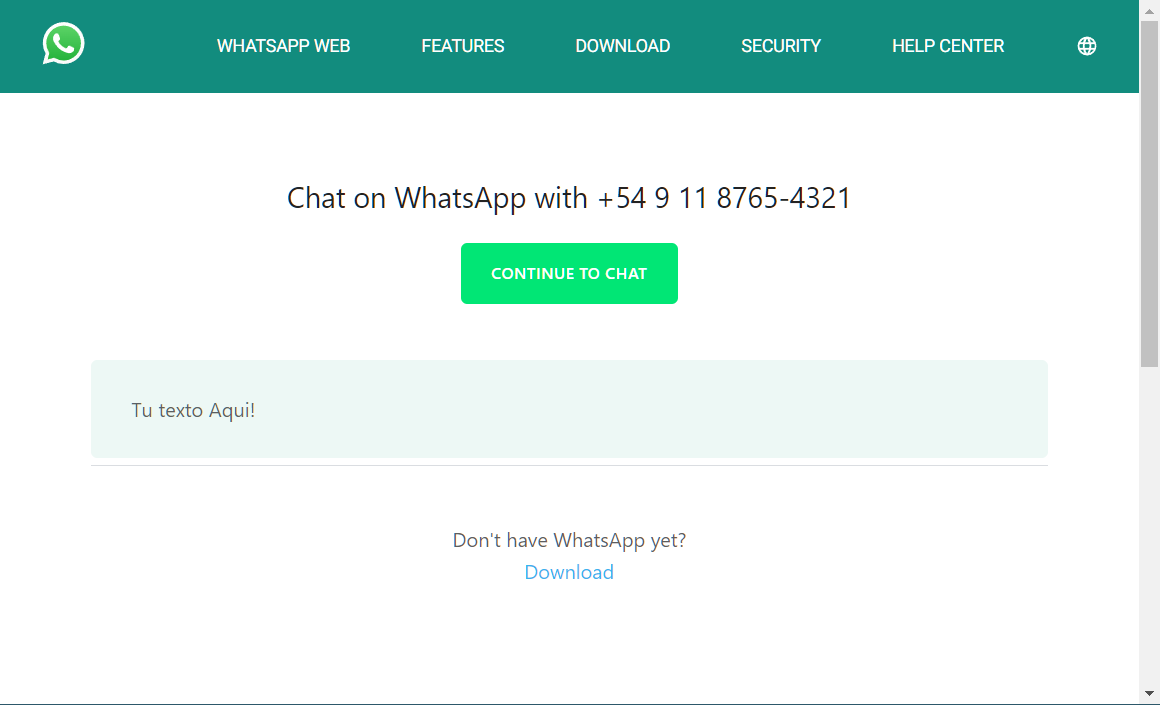 WHATSAPP WEB FEATURES DOWNLOAD SECURITY HELP CENTER
Chat on WhatsApp with +54 9 11 8765-4321
CONTINUE TO CHAT
Tu texto Aqui!
Don't have WhatsApp yet?
Download